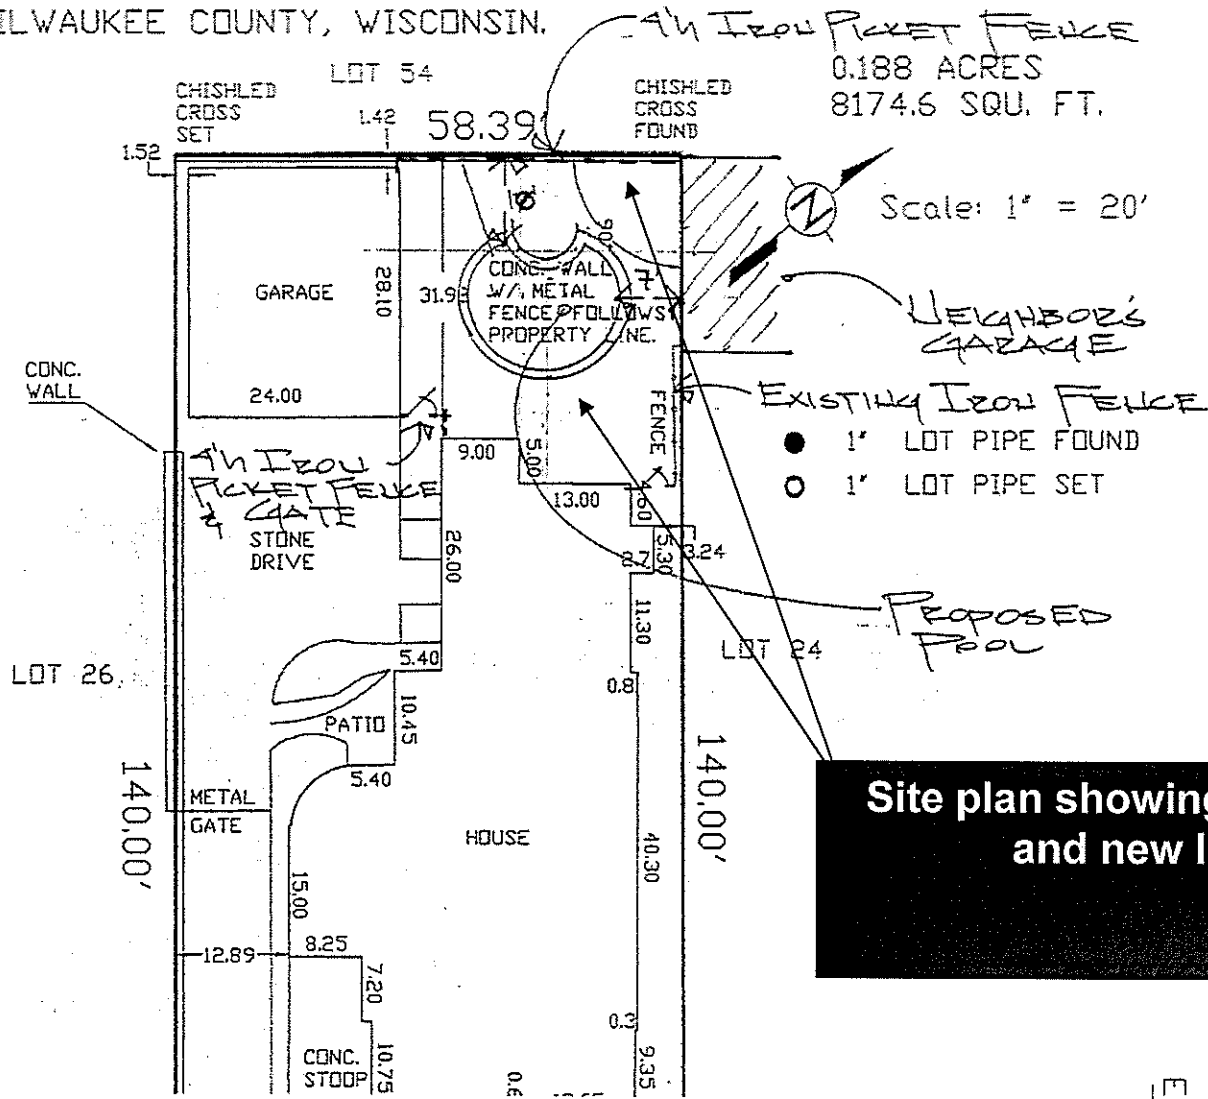 ILWAUKEE COUNTY, WISCONSIN.
4'h IRON PICKET FENCE
0.188 ACRES
8174.6 SQU. FT.
LOT 54
CHISHLED
CROSS
SET
1.42
58.39'
CHISHLED
CROSS
FOUND
1.52
N
Scale: 1" = 20'
GARAGE
28.10
31.93
CONC. WALL
W/ METAL
FENCE FOLLOWS
PROPERTY LINE.
.90
7
NEIGHBOR'S
GARAGE
CONC.
WALL
24.00
FENCE
EXISTING IRON FENCE
● 1" LOT PIPE FOUND
○ 1" LOT PIPE SET
4'h IRON
PICKET FENCE
& GATE
9.00
5.00
13.00
STONE
DRIVE
26.00
5.30
3.24
11.30
PROPOSED
POOL
LOT 24
LOT 26
5.40
0.8
PATIO
10.45
5.40
140.00'
METAL
GATE
HOUSE
140.00'
Site plan showing
and new l
40.30
15.00
12.89
8.25
7.20
0.3
CONC.
STOOP
10.75
9.35
0.6